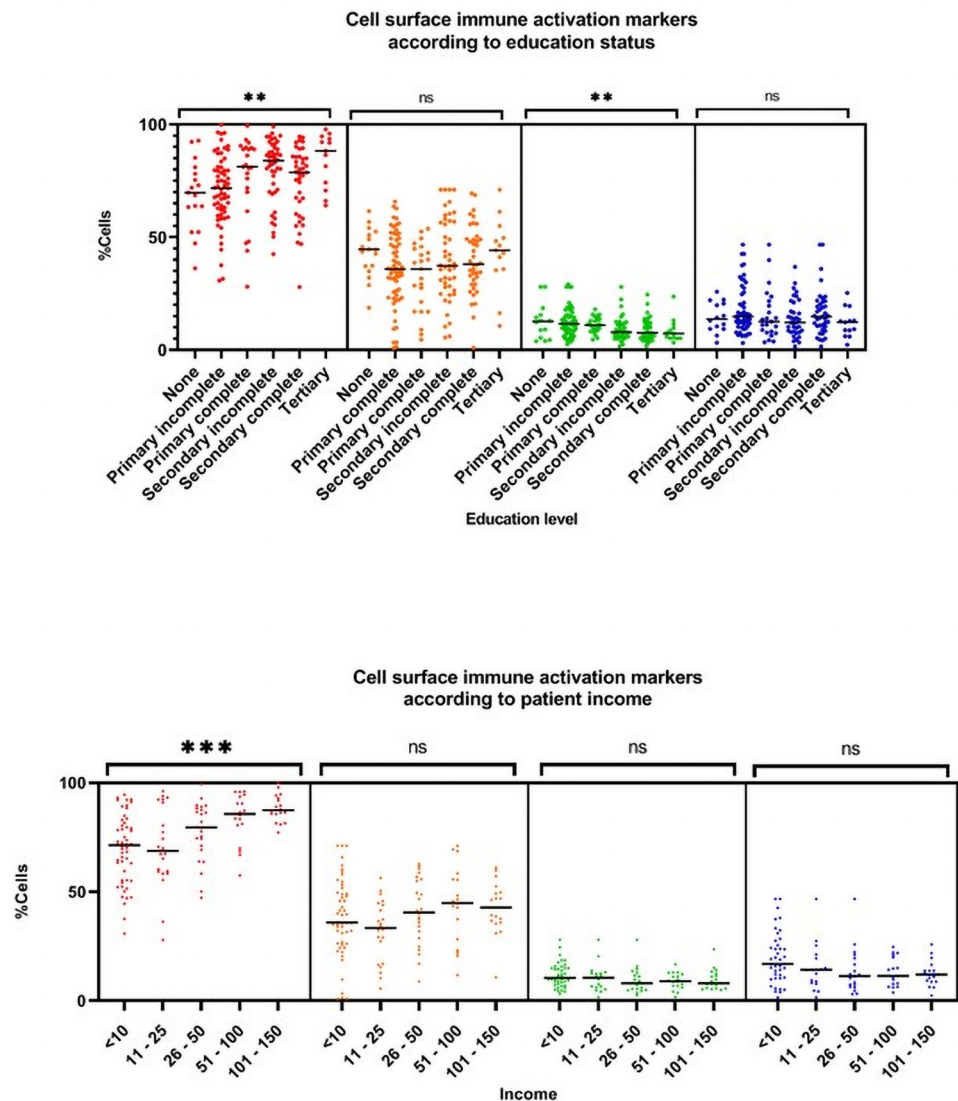 Cell surface immune activation markers
according to education status
** ns ** ns
100
50
0
%Cells
None
Primary incomplete
Primary complete
Secondary incomplete
Secondary complete
Tertiary
None
Primary complete
Primary complete
Secondary incomplete
Secondary complete
Tertiary
None
Primary incomplete
Primary complete
Secondary incomplete
Secondary complete
Tertiary
None
Primary incomplete
Primary complete
Secondary incomplete
Secondary complete
Tertiary
Education level
Cell surface immune activation markers
according to patient income
*** ns ns ns
100
50
0
%Cells
<10
11 - 25
26 - 50
51 - 100
101 - 150
<10
11 - 25
26 - 50
51 - 100
101 - 150
<10
11 - 25
26 - 50
51 - 100
101 - 150
<10
11 - 25
26 - 50
51 - 100
101 - 150
Income